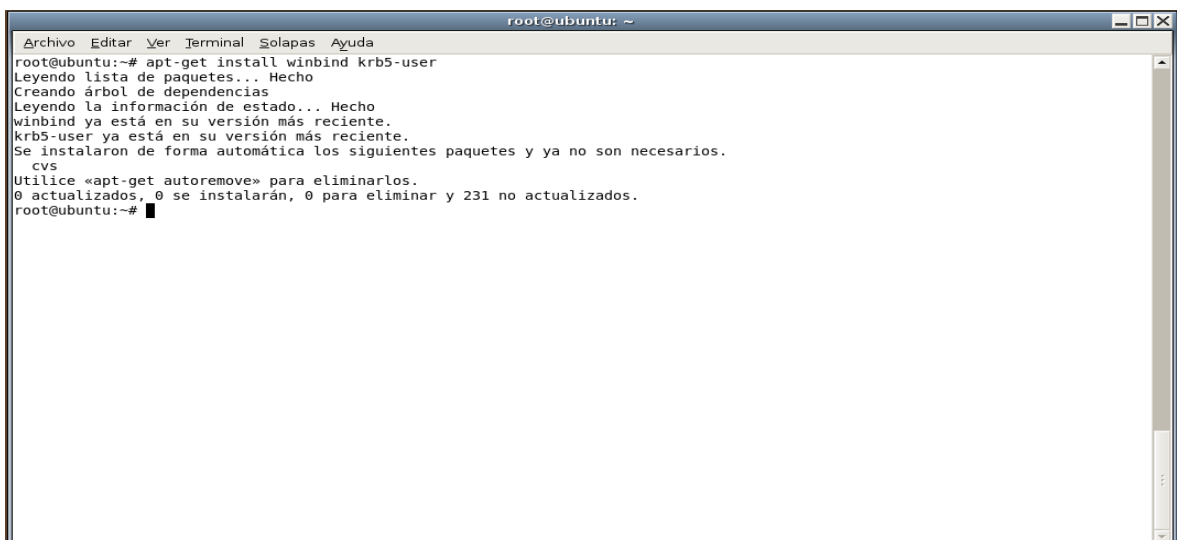 root@ubuntu: ~
Archivo Editar Ver Terminal Solapas Ayuda
root@ubuntu:~# apt-get install winbind krb5-user
Leyendo lista de paquetes... Hecho
Creando árbol de dependencias
Leyendo la información de estado... Hecho
winbind ya está en su versión más reciente.
krb5-user ya está en su versión más reciente.
Se instalaron de forma automática los siguientes paquetes y ya no son necesarios.
cvs
Utilice «apt-get autoremove» para eliminarlos.
0 actualizados, 0 se instalarán, 0 para eliminar y 231 no actualizados.
root@ubuntu:~#